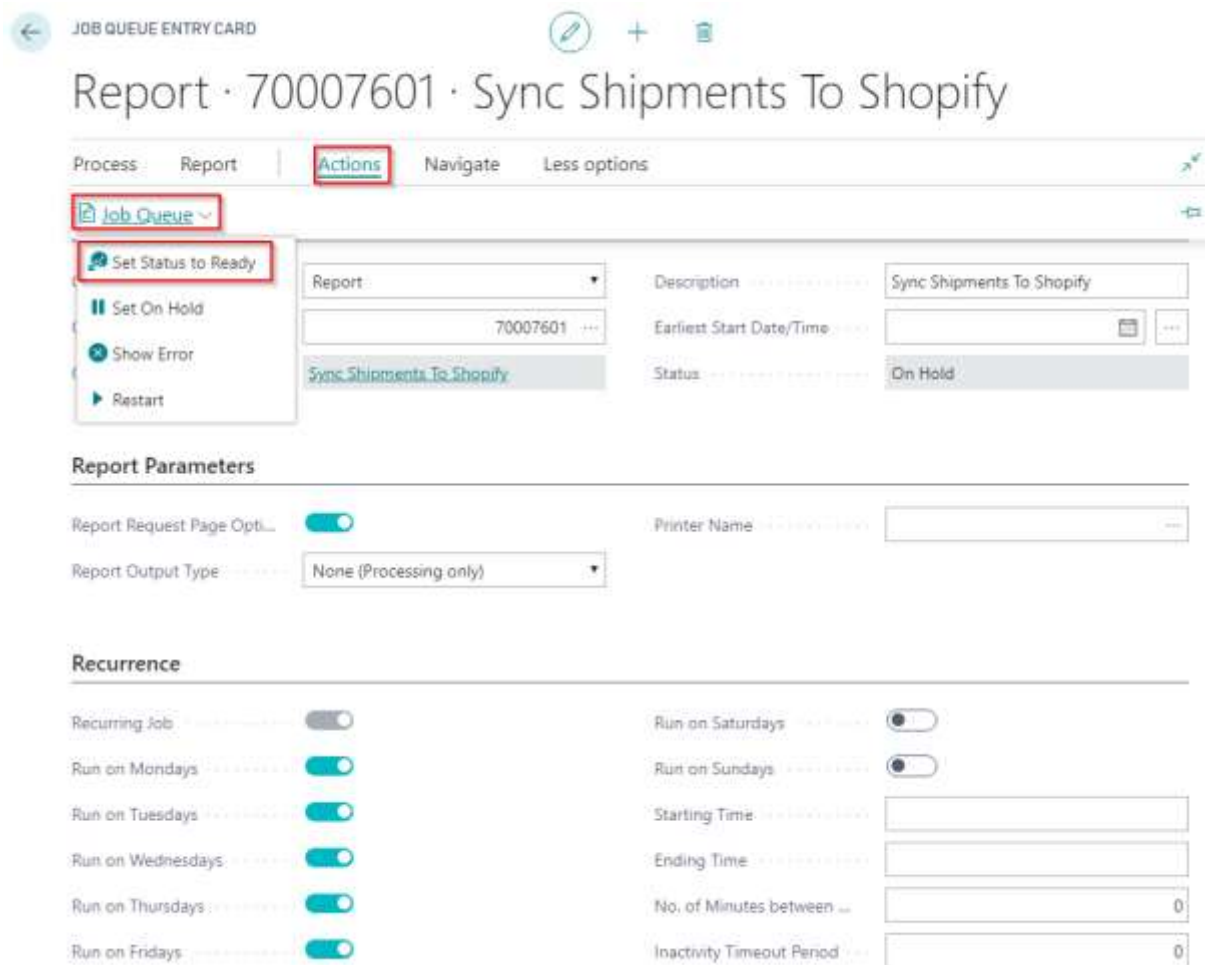 JOB QUEUE ENTRY CARD
Report · 70007601 · Sync Shipments To Shopify
Process Report Actions Navigate Less options
Job Queue
Set Status to Ready
Set On Hold
Show Error
Restart
Report
Description
Sync Shipments To Shopify
70007601 ...
Earliest Start Date/Time
...
Sync Shipments To Shopify
Status
On Hold
Report Parameters
Report Request Page Opti...
Printer Name
...
Report Output Type
None (Processing only)
Recurrence
Recurring Job
Run on Saturdays
Run on Mondays
Run on Sundays
Run on Tuesdays
Starting Time
Run on Wednesdays
Ending Time
Run on Thursdays
No. of Minutes between ...
0
Run on Fridays
Inactivity Timeout Period
0